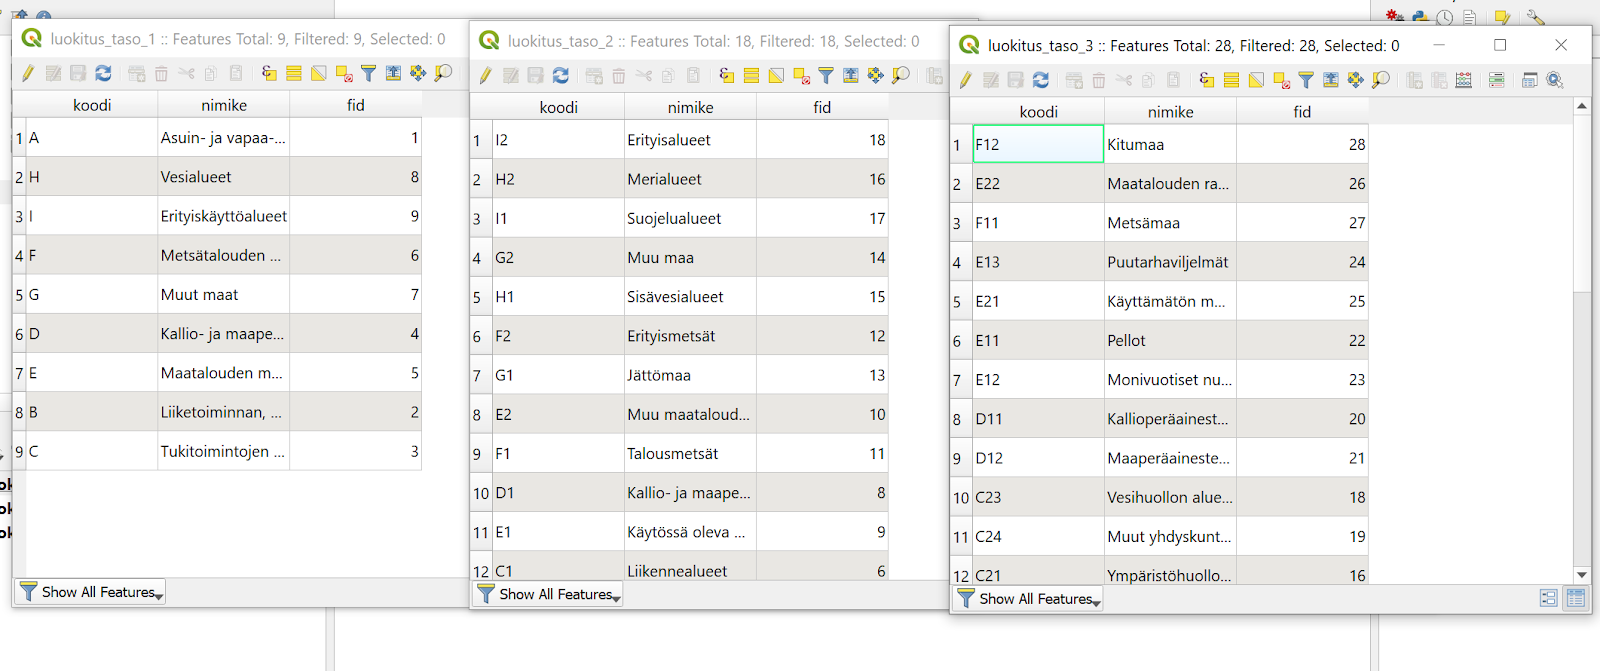 luokitus_taso_1 :: Features Total: 9, Filtered: 9, Selected: 0
koodi nimike fid
1 A Asuin- ja vapaa-... 1
2 H Vesialueet 8
3 I Erityiskäyttöalueet 9
4 F Metsätalouden ... 6
5 G Muut maat 7
6 D Kallio- ja maape... 4
7 E Maatalouden m... 5
8 B Liiketoiminnan, ... 2
9 C Tukitoimintojen ... 3
Show All Features
luokitus_taso_2 :: Features Total: 18, Filtered: 18, Selected: 0
koodi nimike fid
1 I2 Erityisalueet 18
2 H2 Merialueet 16
3 I1 Suojelualueet 17
4 G2 Muu maa 14
5 H1 Sisävesialueet 15
6 F2 Erityismetsät 12
7 G1 Jättömaa 13
8 E2 Muu maataloud... 10
9 F1 Talousmetsät 11
10 D1 Kallio- ja maape... 8
11 E1 Käytössä oleva ... 9
12 C1 Liikennealueet 6
Show All Features
luokitus_taso_3 :: Features Total: 28, Filtered: 28, Selected: 0
koodi nimike fid
1 F12 Kitumaa 28
2 E22 Maatalouden ra... 26
3 F11 Metsämaa 27
4 E13 Puutarhaviljelmät 24
5 E21 Käyttämätön m... 25
6 E11 Pellot 22
7 E12 Monivuotiset nu... 23
8 D11 Kallioperäainest... 20
9 D12 Maaperäaineste... 21
10 C23 Vesihuollon alue... 18
11 C24 Muut yhdyskunt... 19
12 C21 Ympäristöhuollo... 16
Show All Features